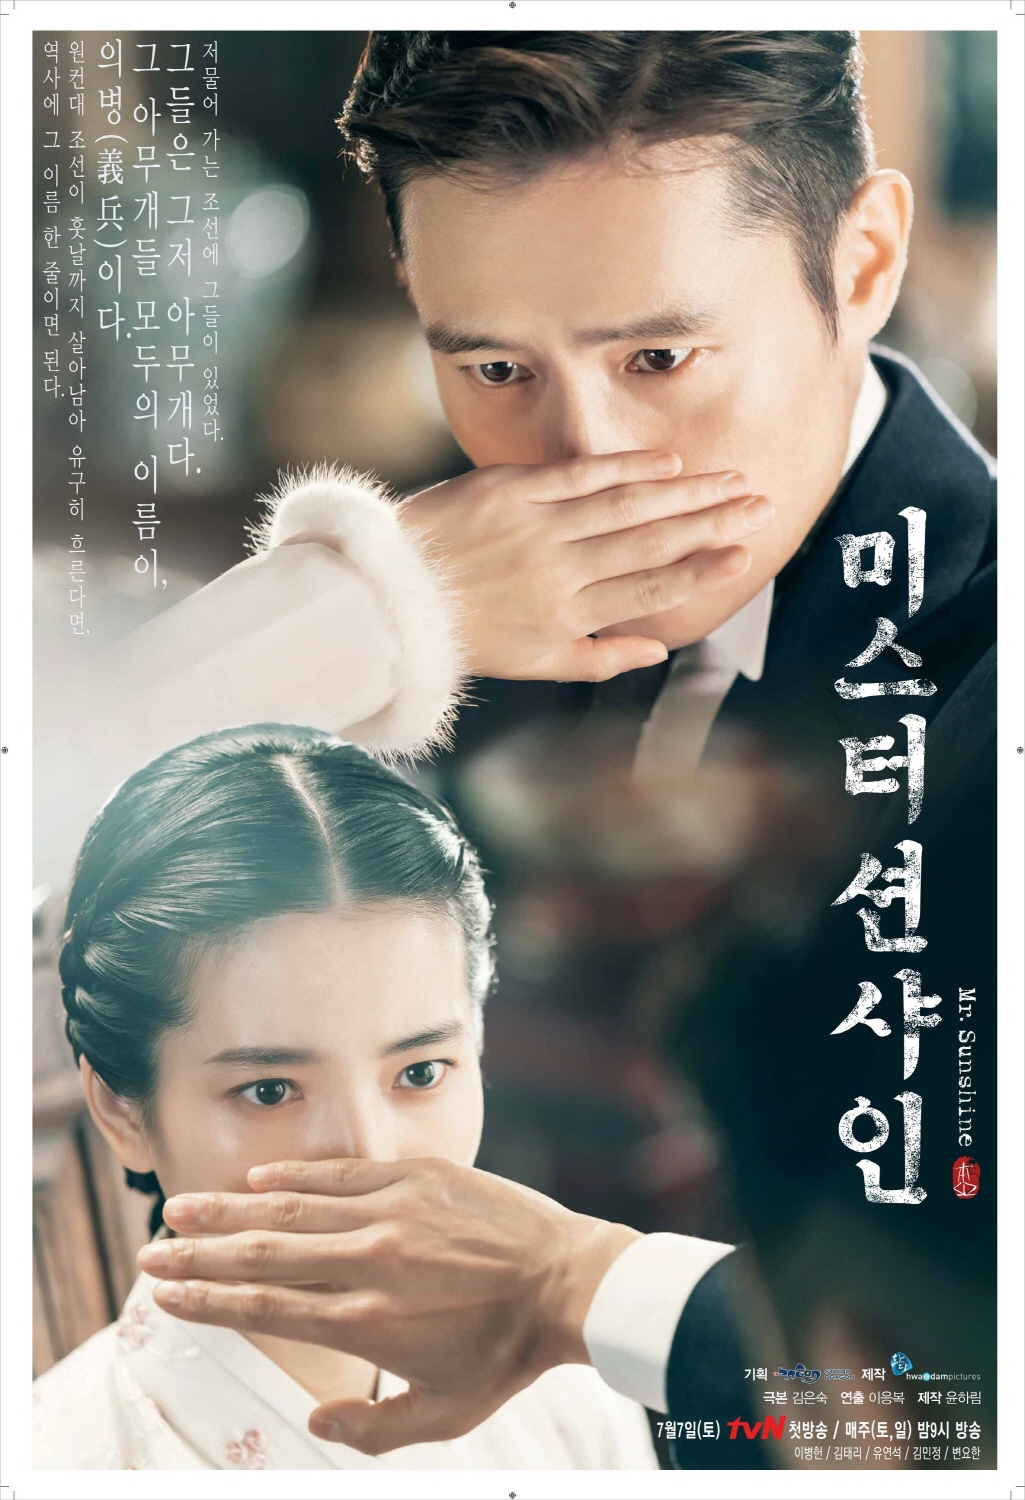 저물어 가는 조선에 그들이 있었다.
그들은 그저 아무개다.
그 아무개들 모두의 이름이,
의병(義兵)이다.
원컨대 조선이 훗날까지 살아남아 유구히 흐른다면,
역사에 그 이름 한 줄이면 된다.
미스터 션샤인
Mr. Sunshine
기획 STUDIO DRAGON 제작 hwa&dampictures
극본 김은숙 연출 이응복 제작 윤하림
7월7일(토) tvN 첫방송 / 매주(토,일) 밤9시 방송
이병헌 / 김태리 / 유연석 / 김민정 / 변요한